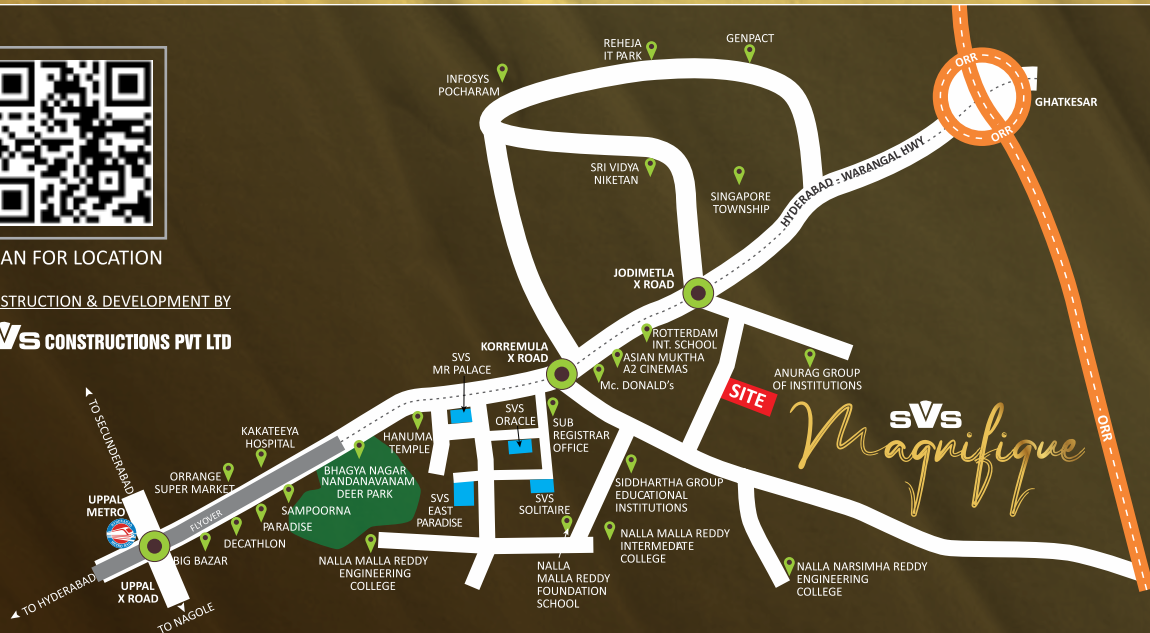 AN FOR LOCATION
STRUCTION & DEVELOPMENT BY
SVS CONSTRUCTIONS PVT LTD
REHEJA
IT PARK
GENPACT
INFOSYS
POCHARAM
ORR
ORR
ORR
GHATKESAR
HYDERABAD - WARANGAL HWY
SRI VIDYA
NIKETAN
SINGAPORE
TOWNSHIP
JODIMETLA
X ROAD
ROTTERDAM
INT. SCHOOL
ASIAN MUKTHA
A2 CINEMAS
Mc. DONALD's
KORREMULA
X ROAD
ANURAG GROUP
OF INSTITUTIONS
SITE
SVS
Magnifique
SVS
MR PALACE
SVS
ORACLE
SUB
REGISTRAR
OFFICE
HANUMA
TEMPLE
SVS
EAST
PARADISE
SVS
SOLITAIRE
SIDDHARTHA GROUP
EDUCATIONAL
INSTITUTIONS
NALLA MALLA REDDY
INTERMEDATE
COLLEGE
NALLA
MALLA REDDY
FOUNDATION
SCHOOL
NALLA NARSIMHA REDDY
ENGINEERING
COLLEGE
NALLA MALLA REDDY
ENGINEERING
COLLEGE
BHAGYA NAGAR
NANDANAVANAM
DEER PARK
KAKATEEYA
HOSPITAL
ORRANGE
SUPER MARKET
SAMPOORNA
PARADISE
DECATHLON
BIG BAZAR
FLYOVER
UPPAL
METRO
UPPAL
X ROAD
TO SECUNDERABAD
TO HYDERABAD
TO NAGOLE